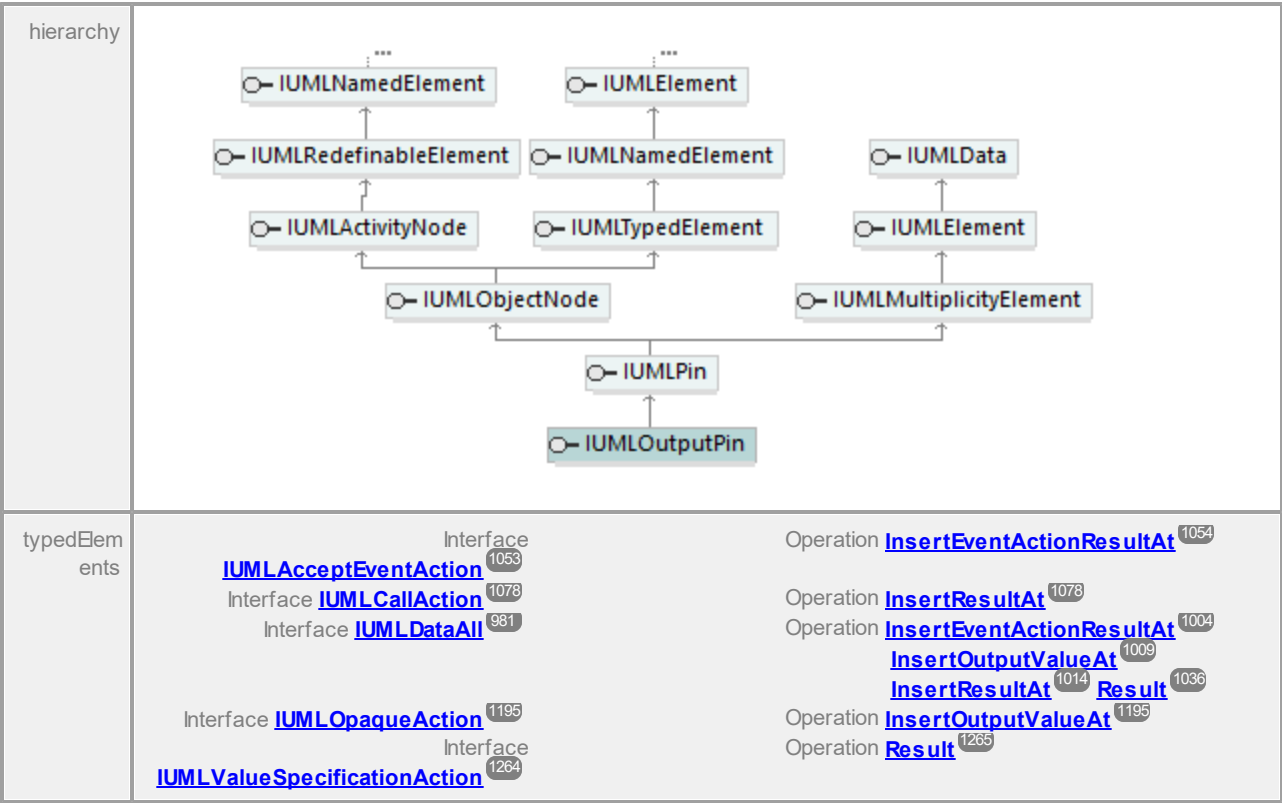 hierarchy
... ...
IUMLNamedElement IUMLElement
IUMLRedefinableElement IUMLNamedElement IUMLData
IUMLActivityNode IUMLTypedElement IUMLElement
IUMLObjectNode IUMLMultiplicityElement
IUMLPin
IUMLOutputPin
typedElem
ents
Interface Operation InsertEventActionResultAt 1054
IUMLAcceptEventAction 1053
Interface IUMLCallAction 1078 Operation InsertResultAt 1078
Interface IUMLDataAll 981 Operation InsertEventActionResultAt 1004
InsertOutputValueAt 1009
InsertResultAt 1014 Result 1036
Interface IUMLOpaqueAction 1195 Operation InsertOutputValueAt 1195
Interface Operation Result 1265
IUMLValueSpecificationAction 1264